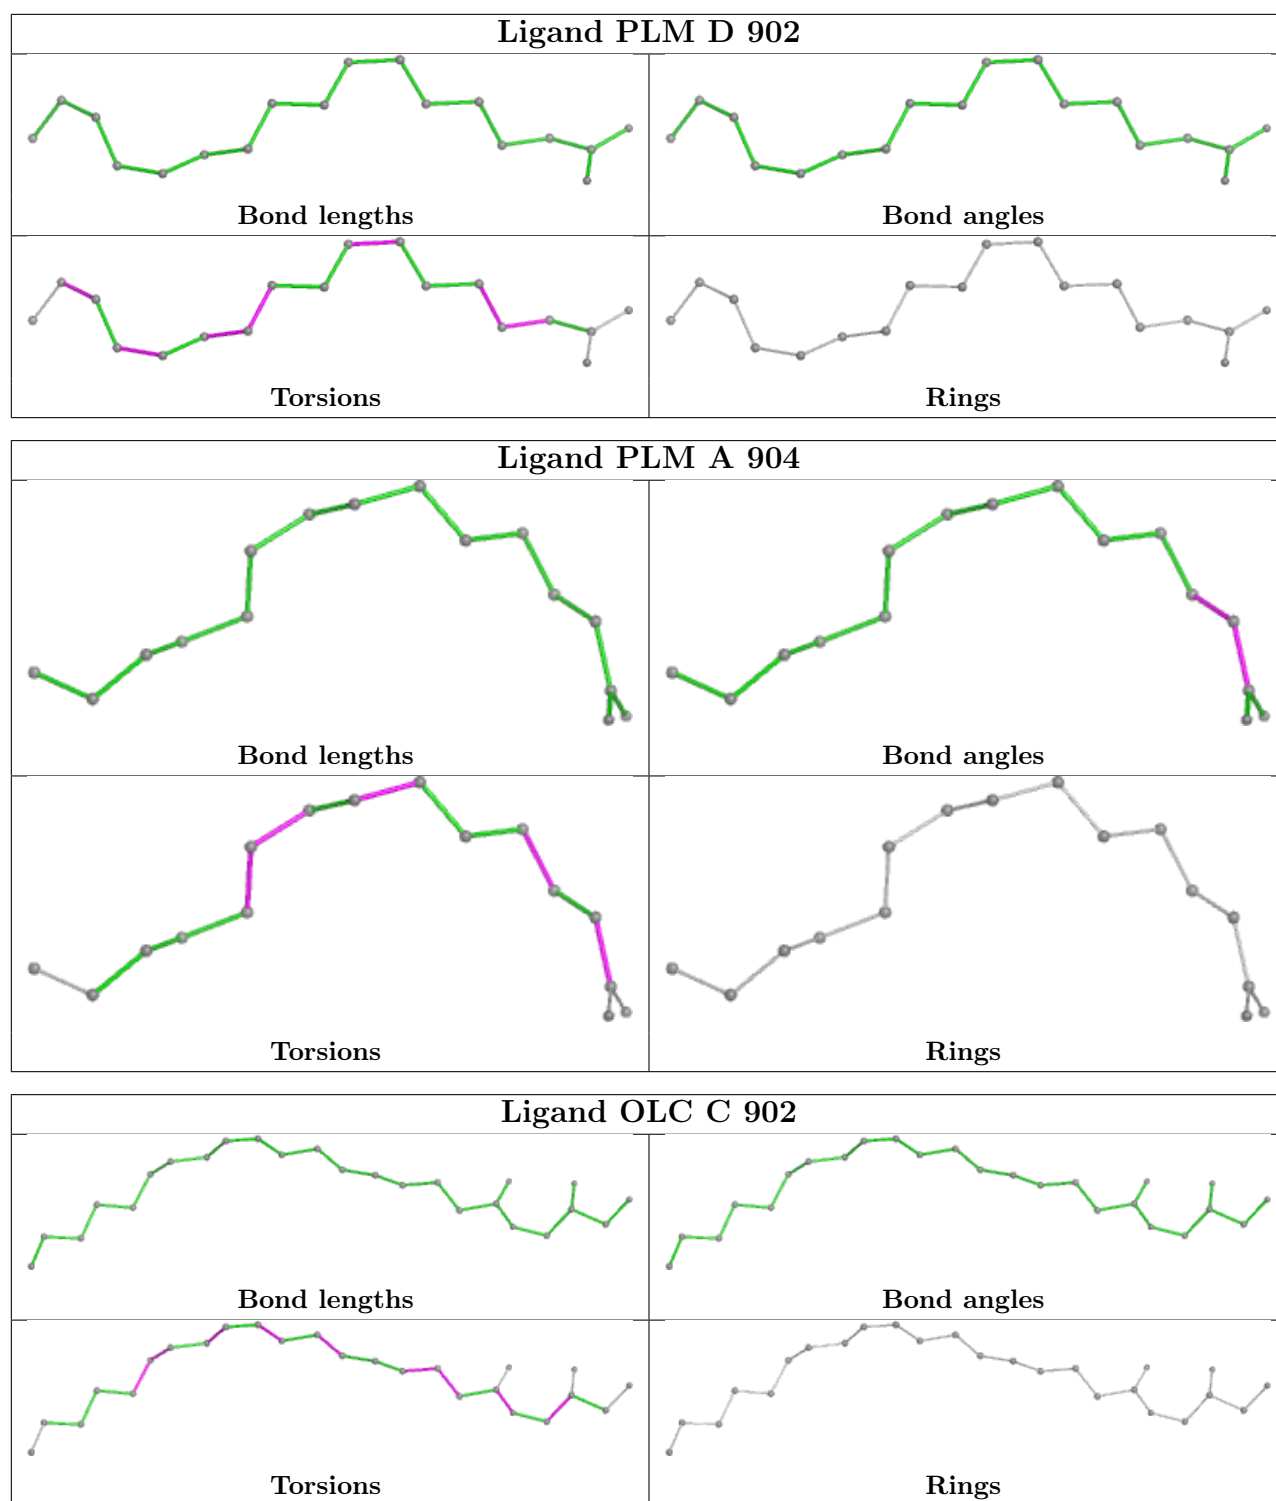 Ligand PLM D 902
Bond lengths
Bond angles
Torsions
Rings
Ligand PLM A 904
Bond lengths
Bond angles
Torsions
Rings
Ligand OLC C 902
Bond lengths
Bond angles
Torsions
Rings